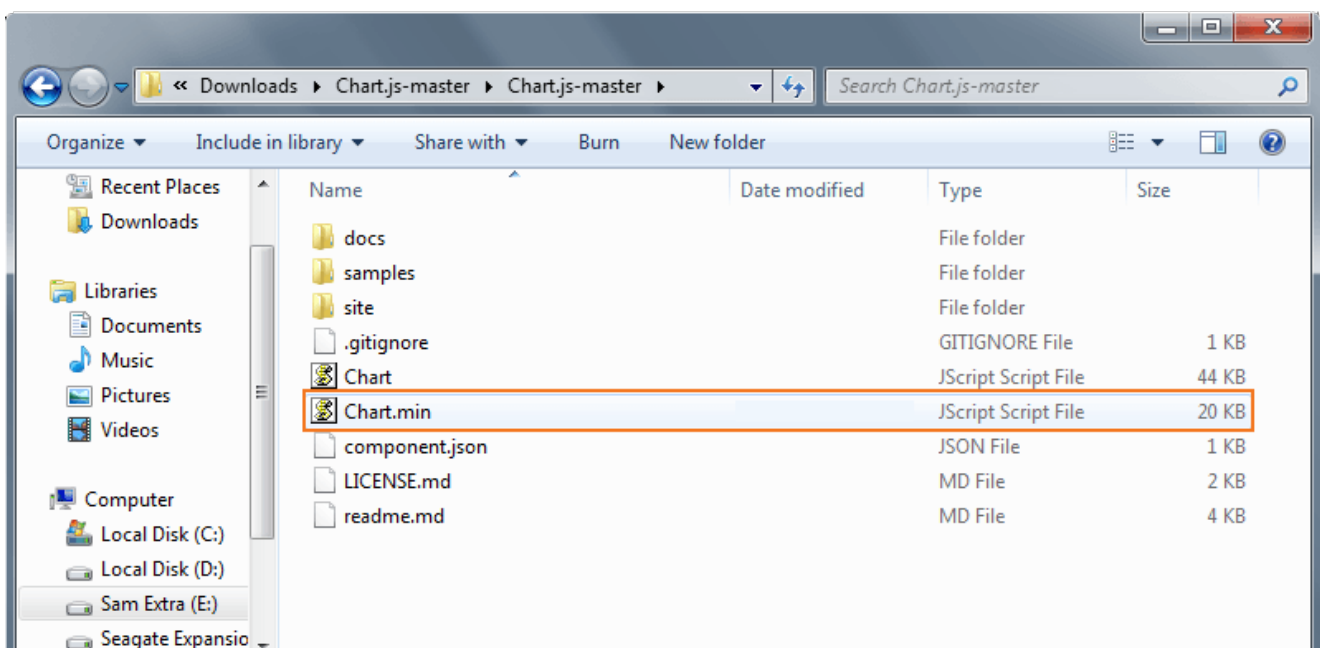 « Downloads Chart.js-master Chart.js-master Search Chart.js-master
Organize Include in library Share with Burn New folder
Recent Places
Downloads
Libraries
Documents
Music
Pictures
Videos
Computer
Local Disk (C:)
Local Disk (D:)
Sam Extra (E:)
Seagate Expansio
Name Date modified Type Size
docs File folder
samples File folder
site File folder
.gitignore GITIGNORE File 1 KB
Chart JScript Script File 44 KB
Chart.min JScript Script File 20 KB
component.json JSON File 1 KB
LICENSE.md MD File 2 KB
readme.md MD File 4 KB